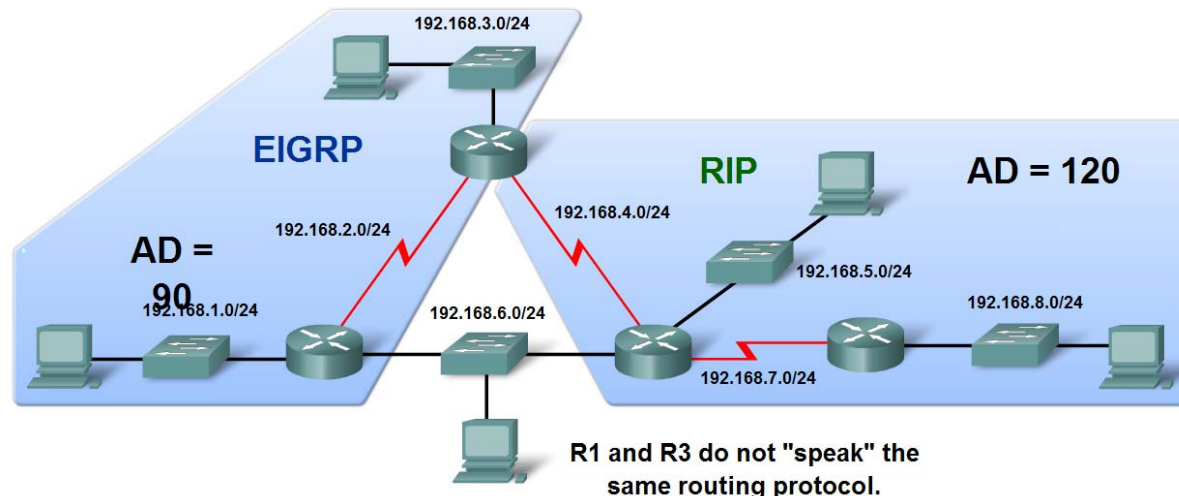 192.168.3.0/24
EIGRP
RIP
AD = 120
192.168.2.0/24
192.168.4.0/24
AD =
90
192.168.5.0/24
192.168.1.0/24
192.168.6.0/24
192.168.8.0/24
192.168.7.0/24
R1 and R3 do not "speak" the
same routing protocol.